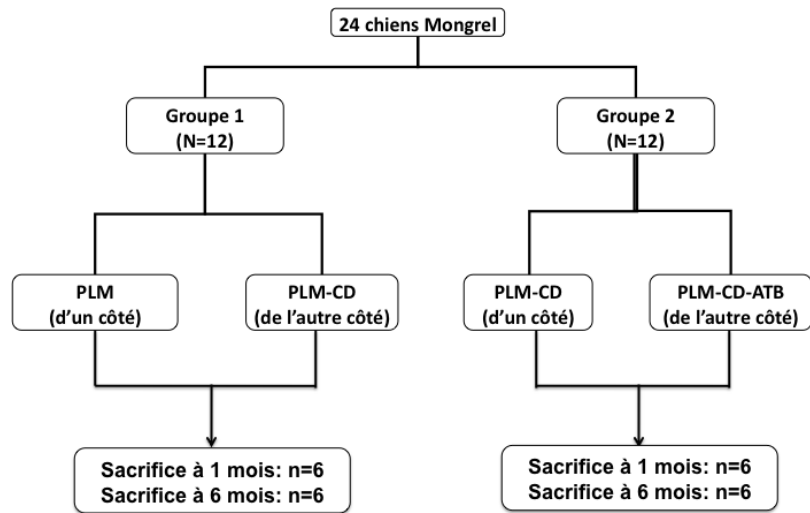 24 chiens Mongrel
Groupe 1
(N=12)
Groupe 2
(N=12)
PLM
(d’un côté)
PLM-CD
(de l’autre côté)
PLM-CD
(d’un côté)
PLM-CD-ATB
(de l’autre côté)
Sacrifice à 1 mois: n=6
Sacrifice à 6 mois: n=6
Sacrifice à 1 mois: n=6
Sacrifice à 6 mois: n=6